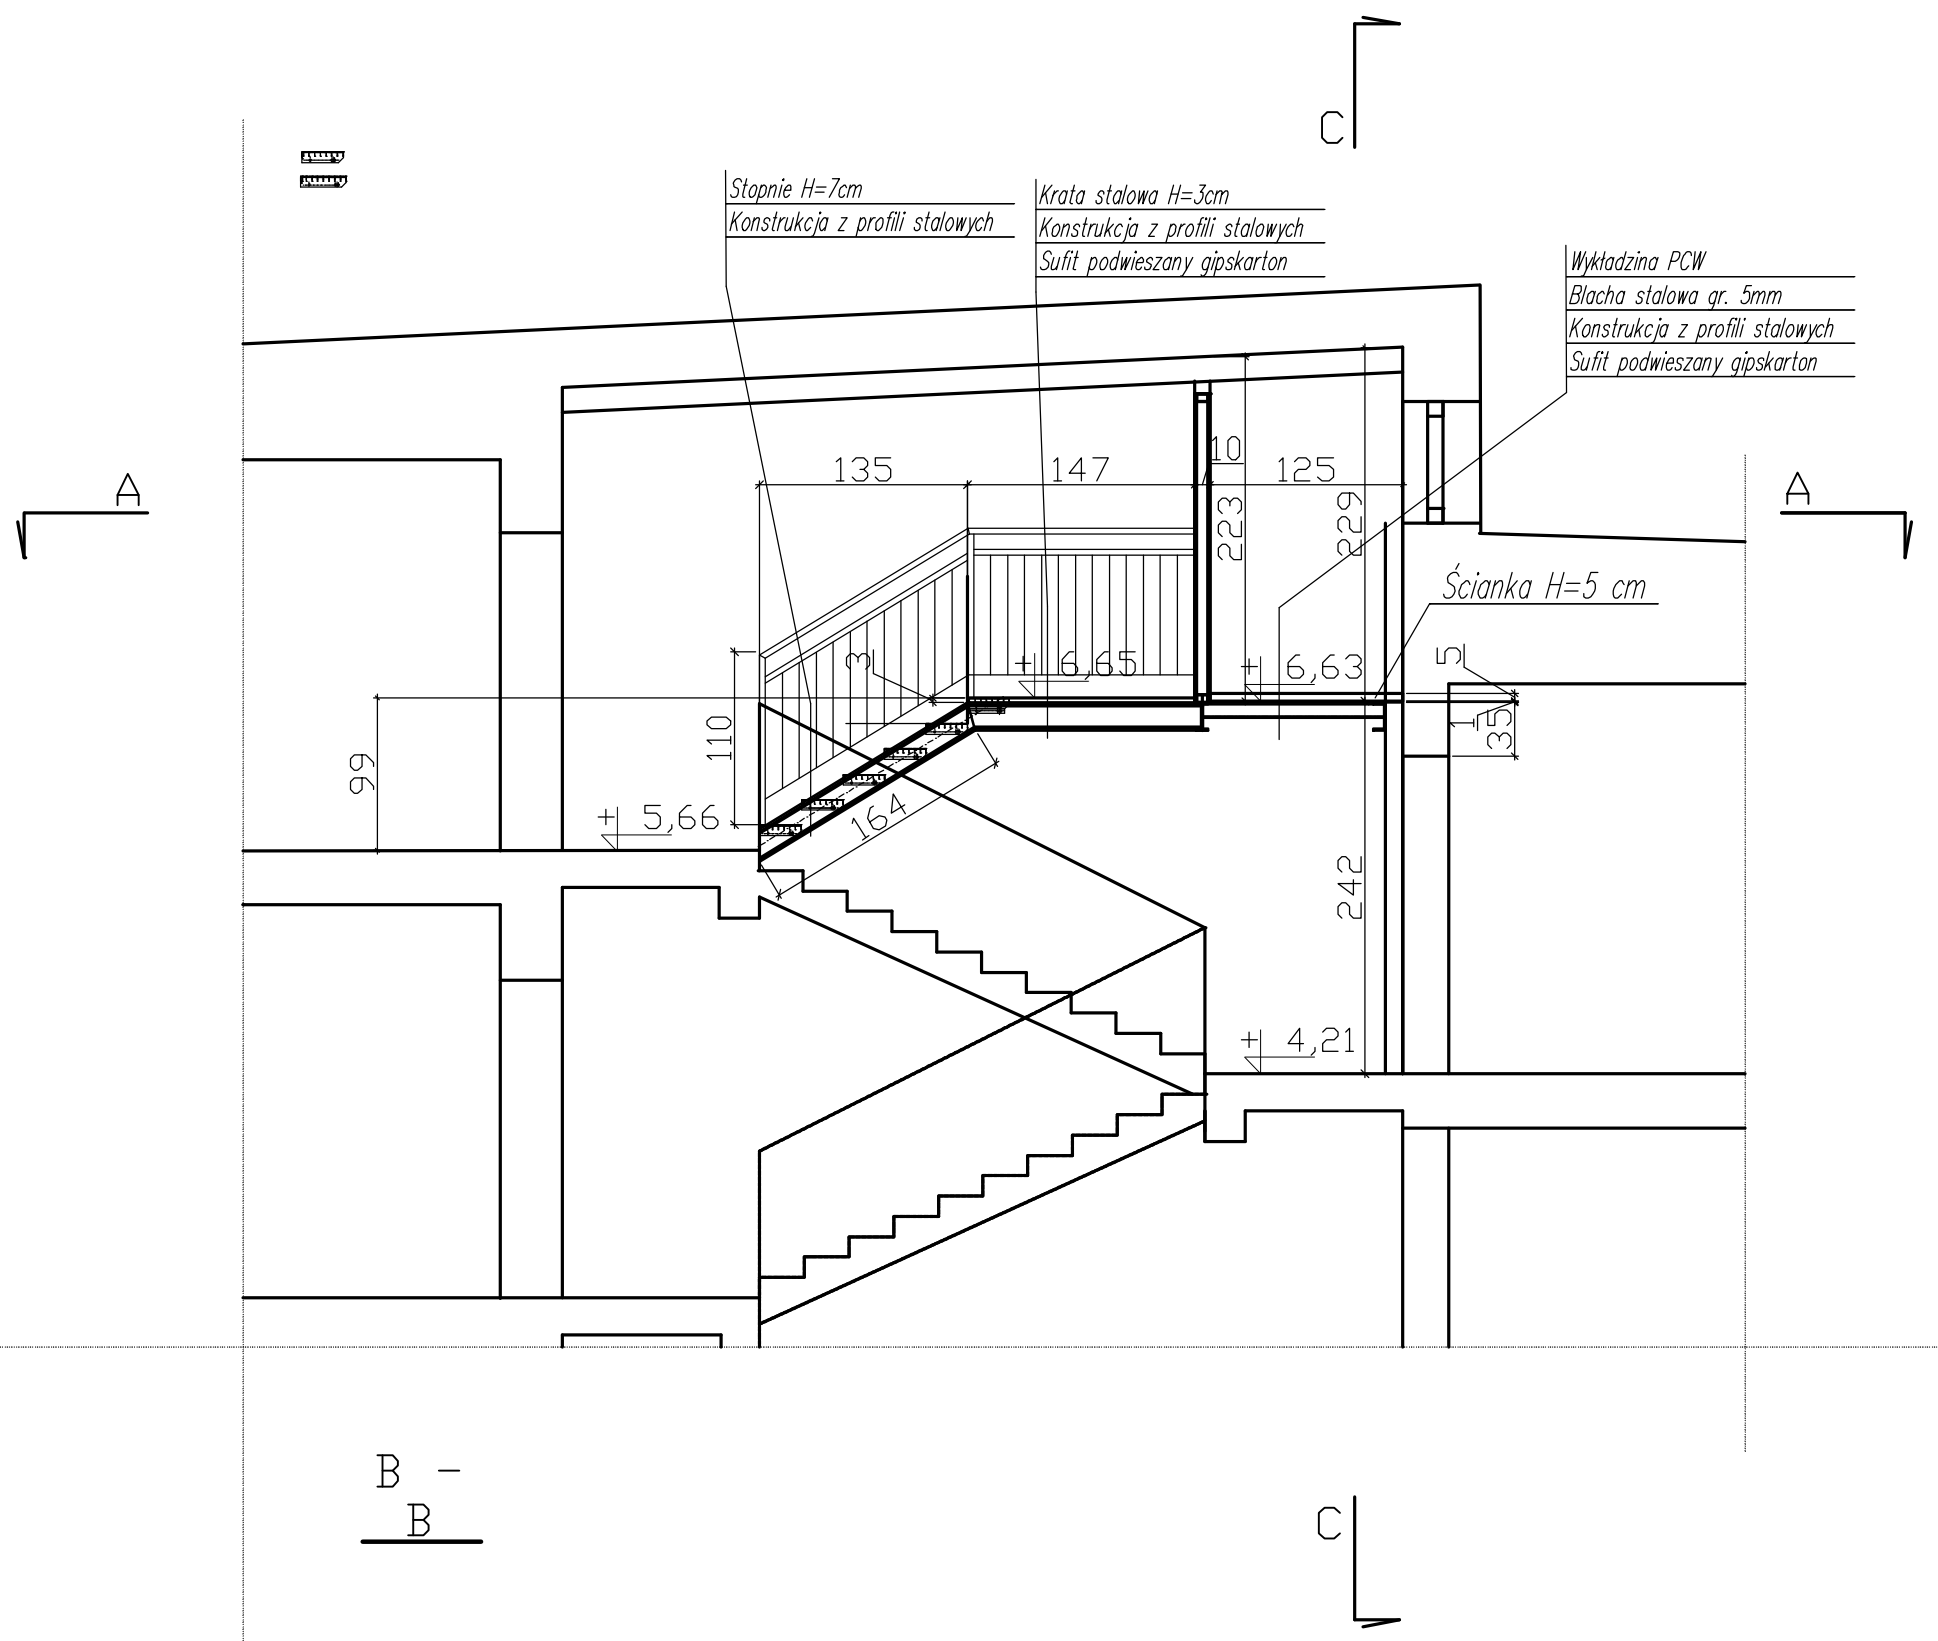 C
Stopnie H=7cm
Konstrukcja z profili stalowych
Krata stalowa H=3cm
Konstrukcja z profili stalowych
Sufit podwieszany gipskarton
Wykładzina PCW
Blacha stalowa gr. 5mm
Konstrukcja z profili stalowych
Sufit podwieszany gipskarton
135
147
10
125
A
A
223
229
Ścianka H=5 cm
3
+ 6,65
+ 6,63
5
110
1
35
99
+ 5,66
164
242
+ 4,21
B -
B
C